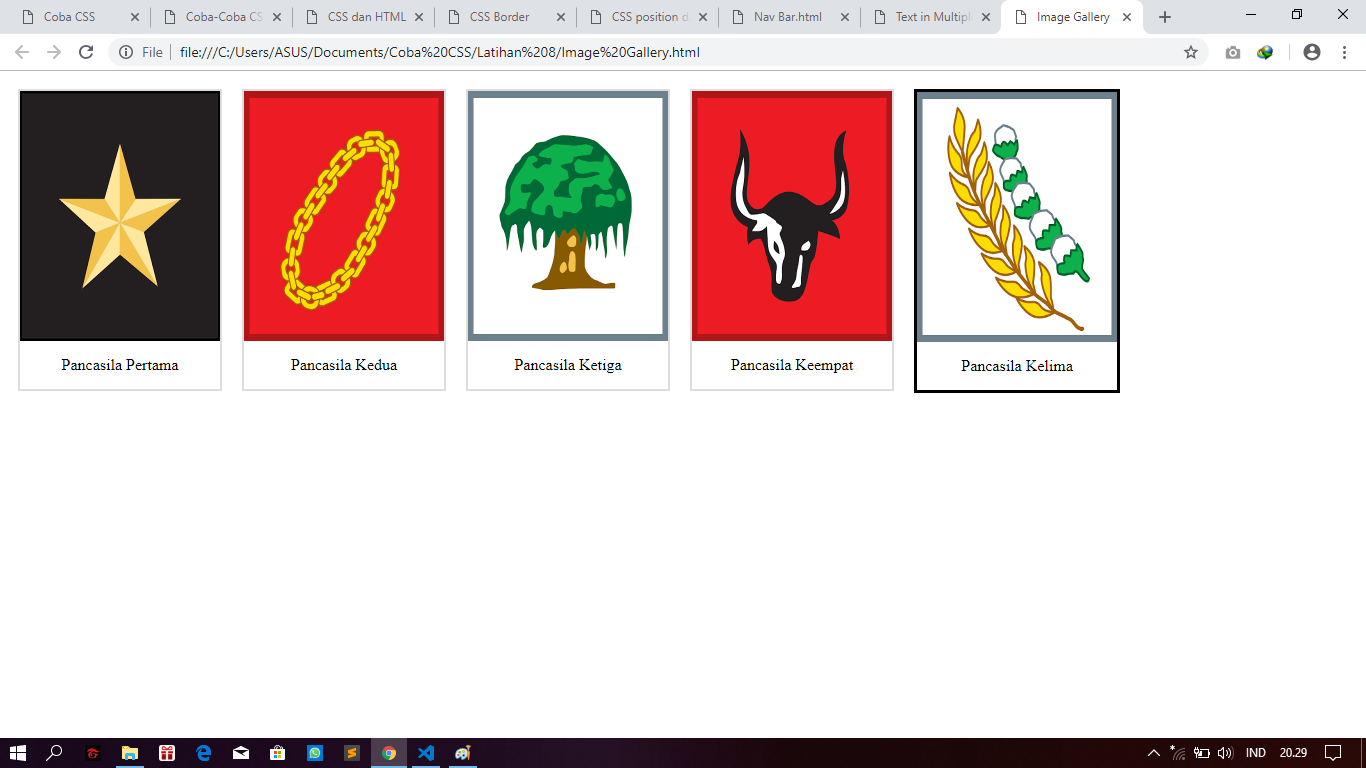 Coba CSS
Coba-Coba CS
CSS dan HTML
CSS Border
CSS position d
Nav Bar.html
Text in Multipl
Image Gallery
File
file:///C:/Users/ASUS/Documents/Coba%20CSS/Latihan%208/Image%20Gallery.html
Pancasila Pertama
Pancasila Kedua
Pancasila Ketiga
Pancasila Keempat
Pancasila Kelima
IND
20.29